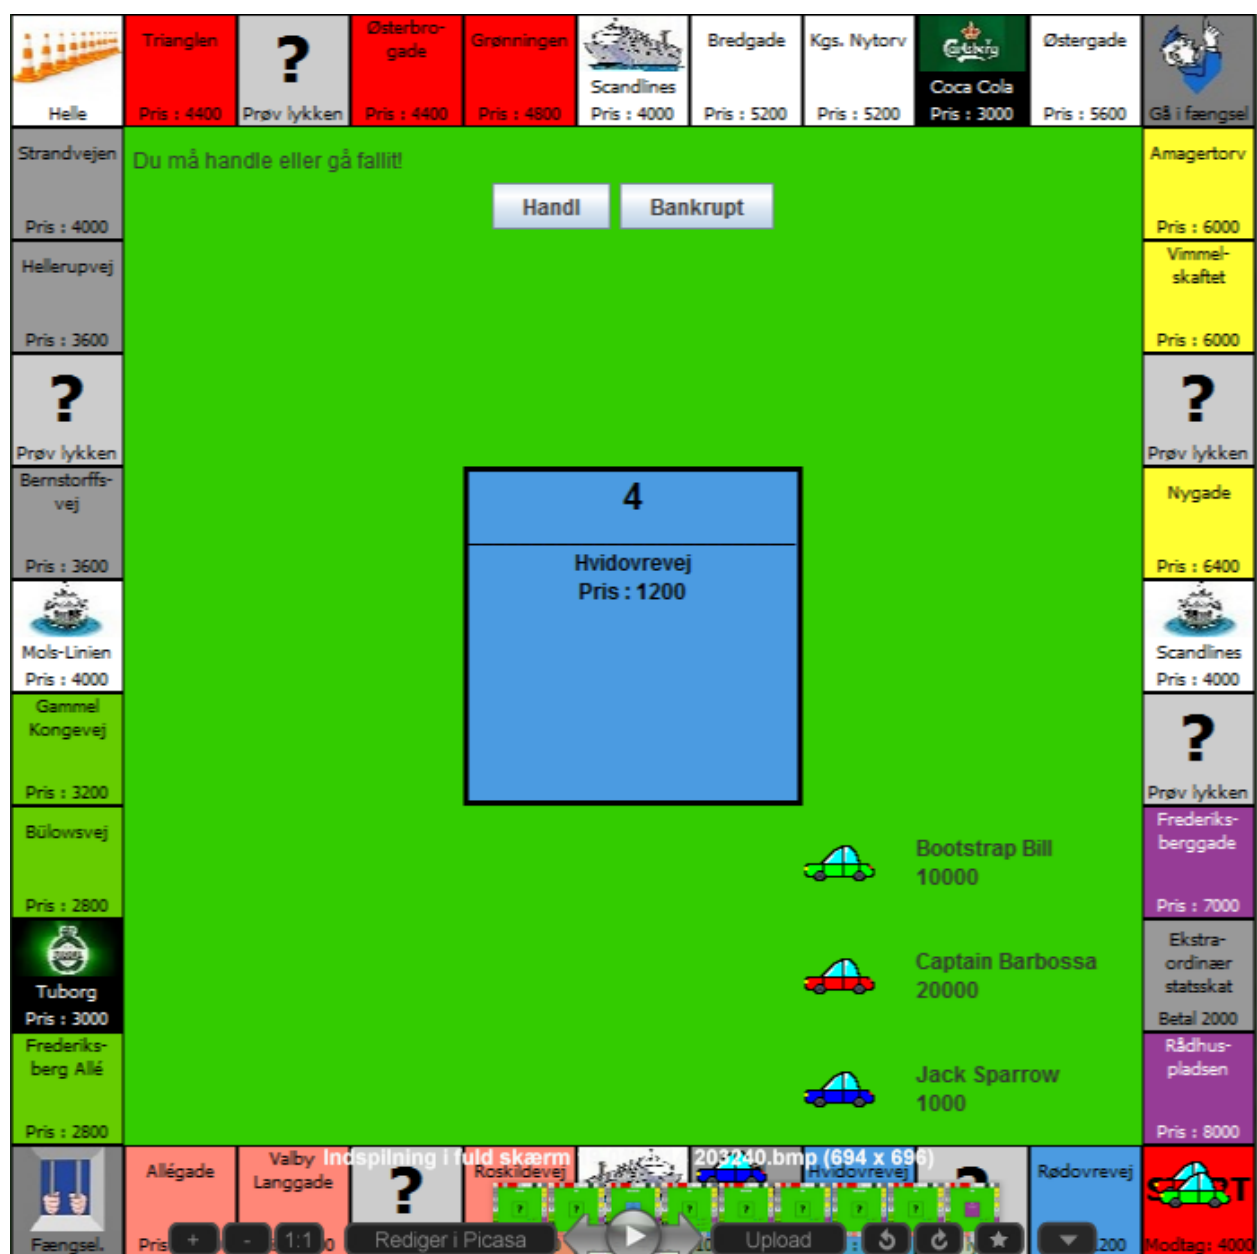 Helle
Trianglen
Pris : 4400
?
Prøv lykken
Østerbro-
gade
Pris : 4400
Grønningen
Pris : 4800
Scandlines
Pris : 4000
Bredgade
Pris : 5200
Kgs. Nytorv
Pris : 5200
Carlsberg
Coca Cola
Pris : 3000
Østergade
Pris : 5600
Gå i fængsel
Strandvejen
Pris : 4000
Hellerupvej
Pris : 3600
?
Prøv lykken
Bernstorffs-
vej
Pris : 3600
Mols-Linien
Pris : 4000
Gammel
Kongevej
Pris : 3200
Bülowsvej
Pris : 2800
Tuborg
Pris : 3000
Frederiks-
berg Allé
Pris : 2800
Du må handle eller gå fallit!
Handl
Bankrupt
4
Hvidovrevej
Pris : 1200
Bootstrap Bill
10000
Captain Barbossa
20000
Jack Sparrow
1000
Amagertorv
Pris : 6000
Vimmel-
skaftet
Pris : 6000
?
Prøv lykken
Nygade
Pris : 6400
Scandlines
Pris : 4000
?
Prøv lykken
Frederiks-
berggade
Pris : 7000
Ekstra-
ordinær
statsskat
Betal 2000
Rådhus-
pladsen
Pris : 8000
Fængsel.
Allégade
Valby
Langgade
?
Roskildevej
Hvidovrevej
?
Rødovrevej
START
Modtag: 4000
Indspilning i fuld skærm 203240.bmp (694 x 696)
+
-
1:1
Rediger i Picasa
Upload